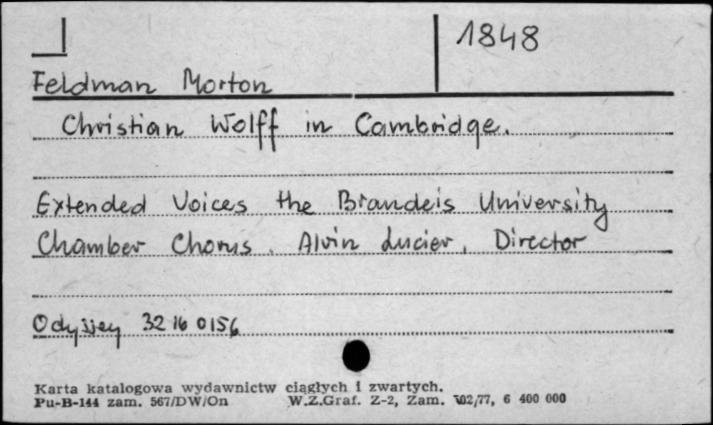 1848
Feldman Morton
Christian Wolff in Cambridge.
Extended Voices the Brandeis University
Chamber Chorus. Alvin Lucier, Director
Odyssey 32 16 0156
Karta katalogowa wydawnictw ciągłych i zwartych.
Pu-B-144 zam. 567/DW/On W.Z.Graf. Z-2, Zam. 702/77, 6 400 000